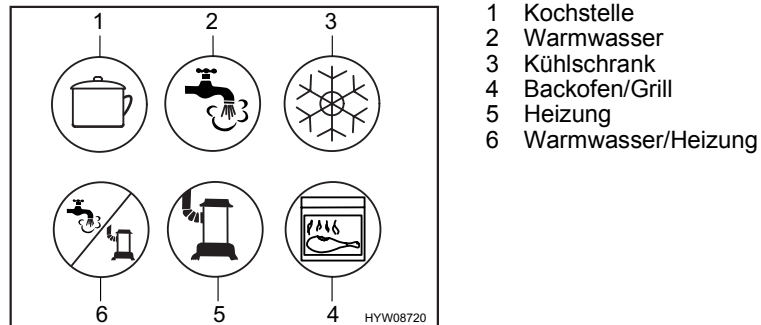 1 2 3
6 5 4
HYW08720
1 Kochstelle
2 Warmwasser
3 Kühlschrank
4 Backofen/Grill
5 Heizung
6 Warmwasser/Heizung